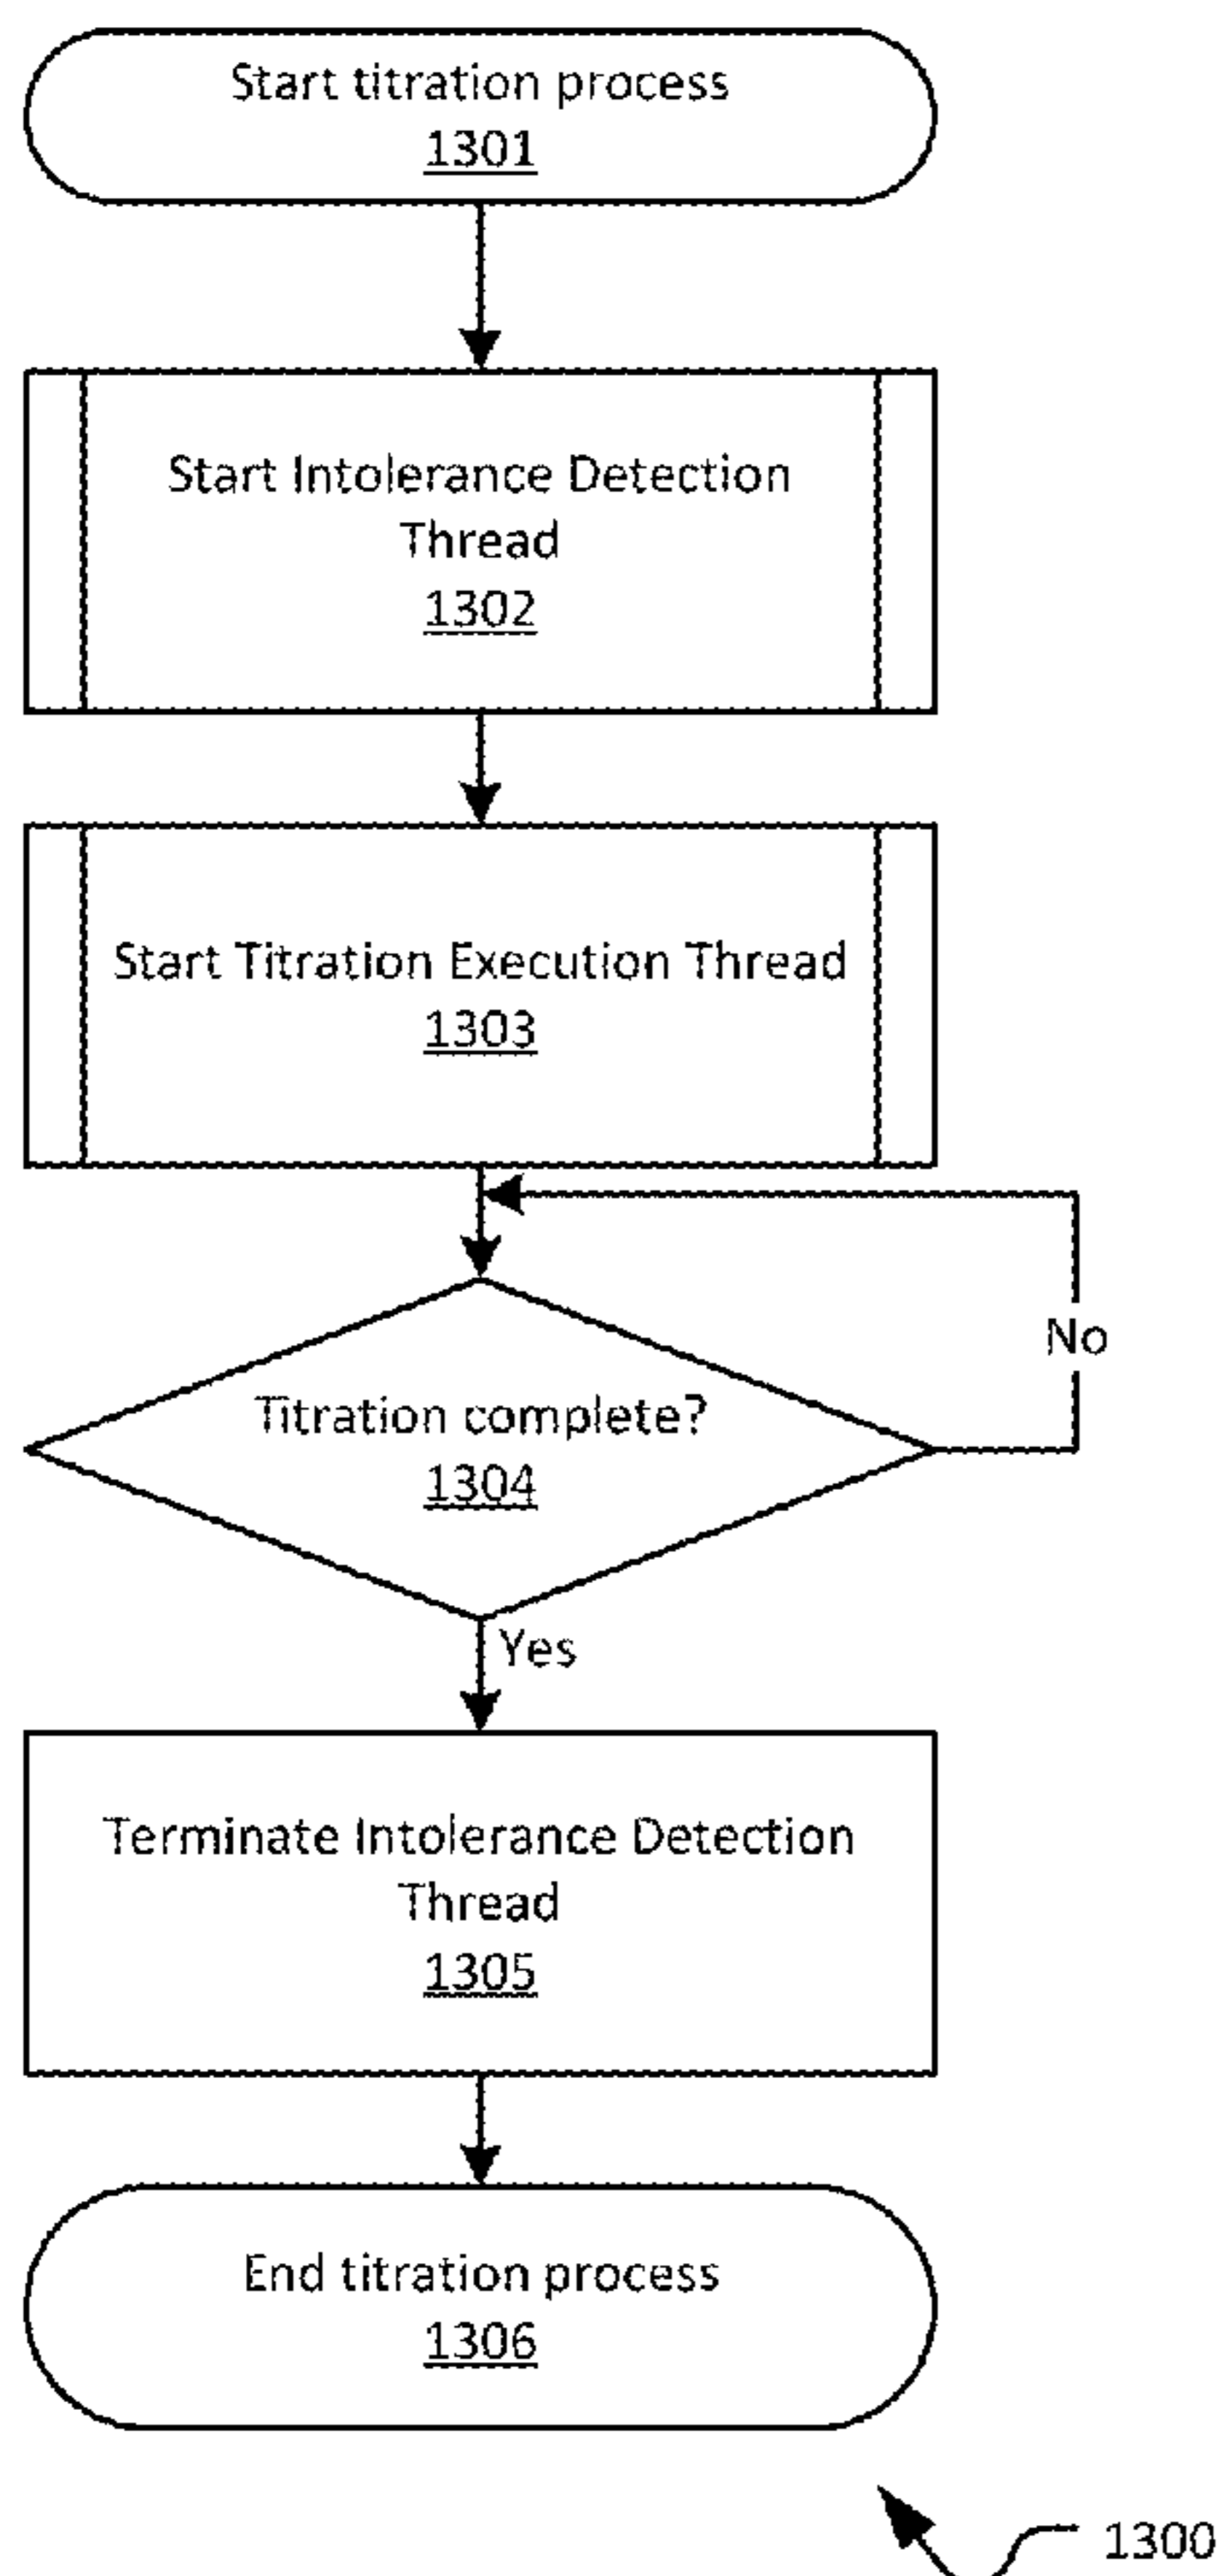 Start titration process
1301
Start Intolerance Detection
Thread
1302
Start Titration Execution Thread
1303
No
Titration complete?
1304
Yes
Terminate Intolerance Detection
Thread
1305
End titration process
1306
1300